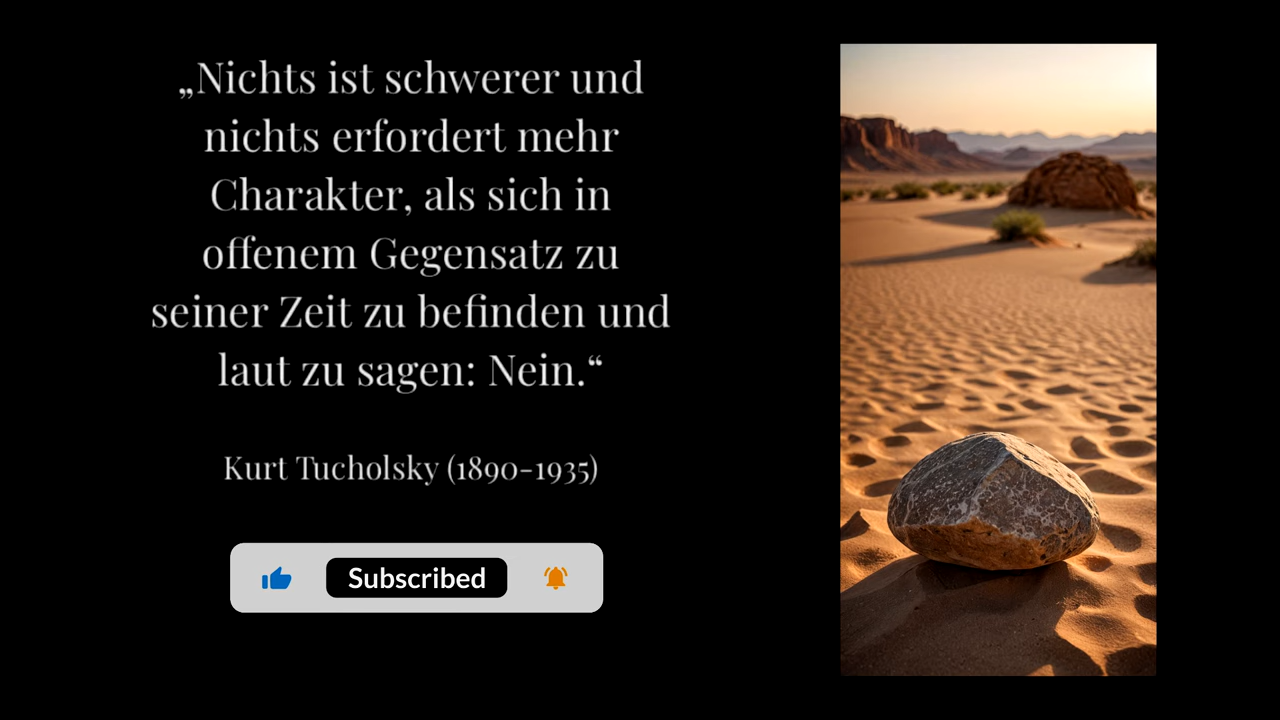 „Nichts ist schwerer und
nichts erfordert mehr
Charakter, als sich in
offenem Gegensatz zu
seiner Zeit zu befinden und
laut zu sagen: Nein.“
Kurt Tucholsky (1890-1935)
Subscribed